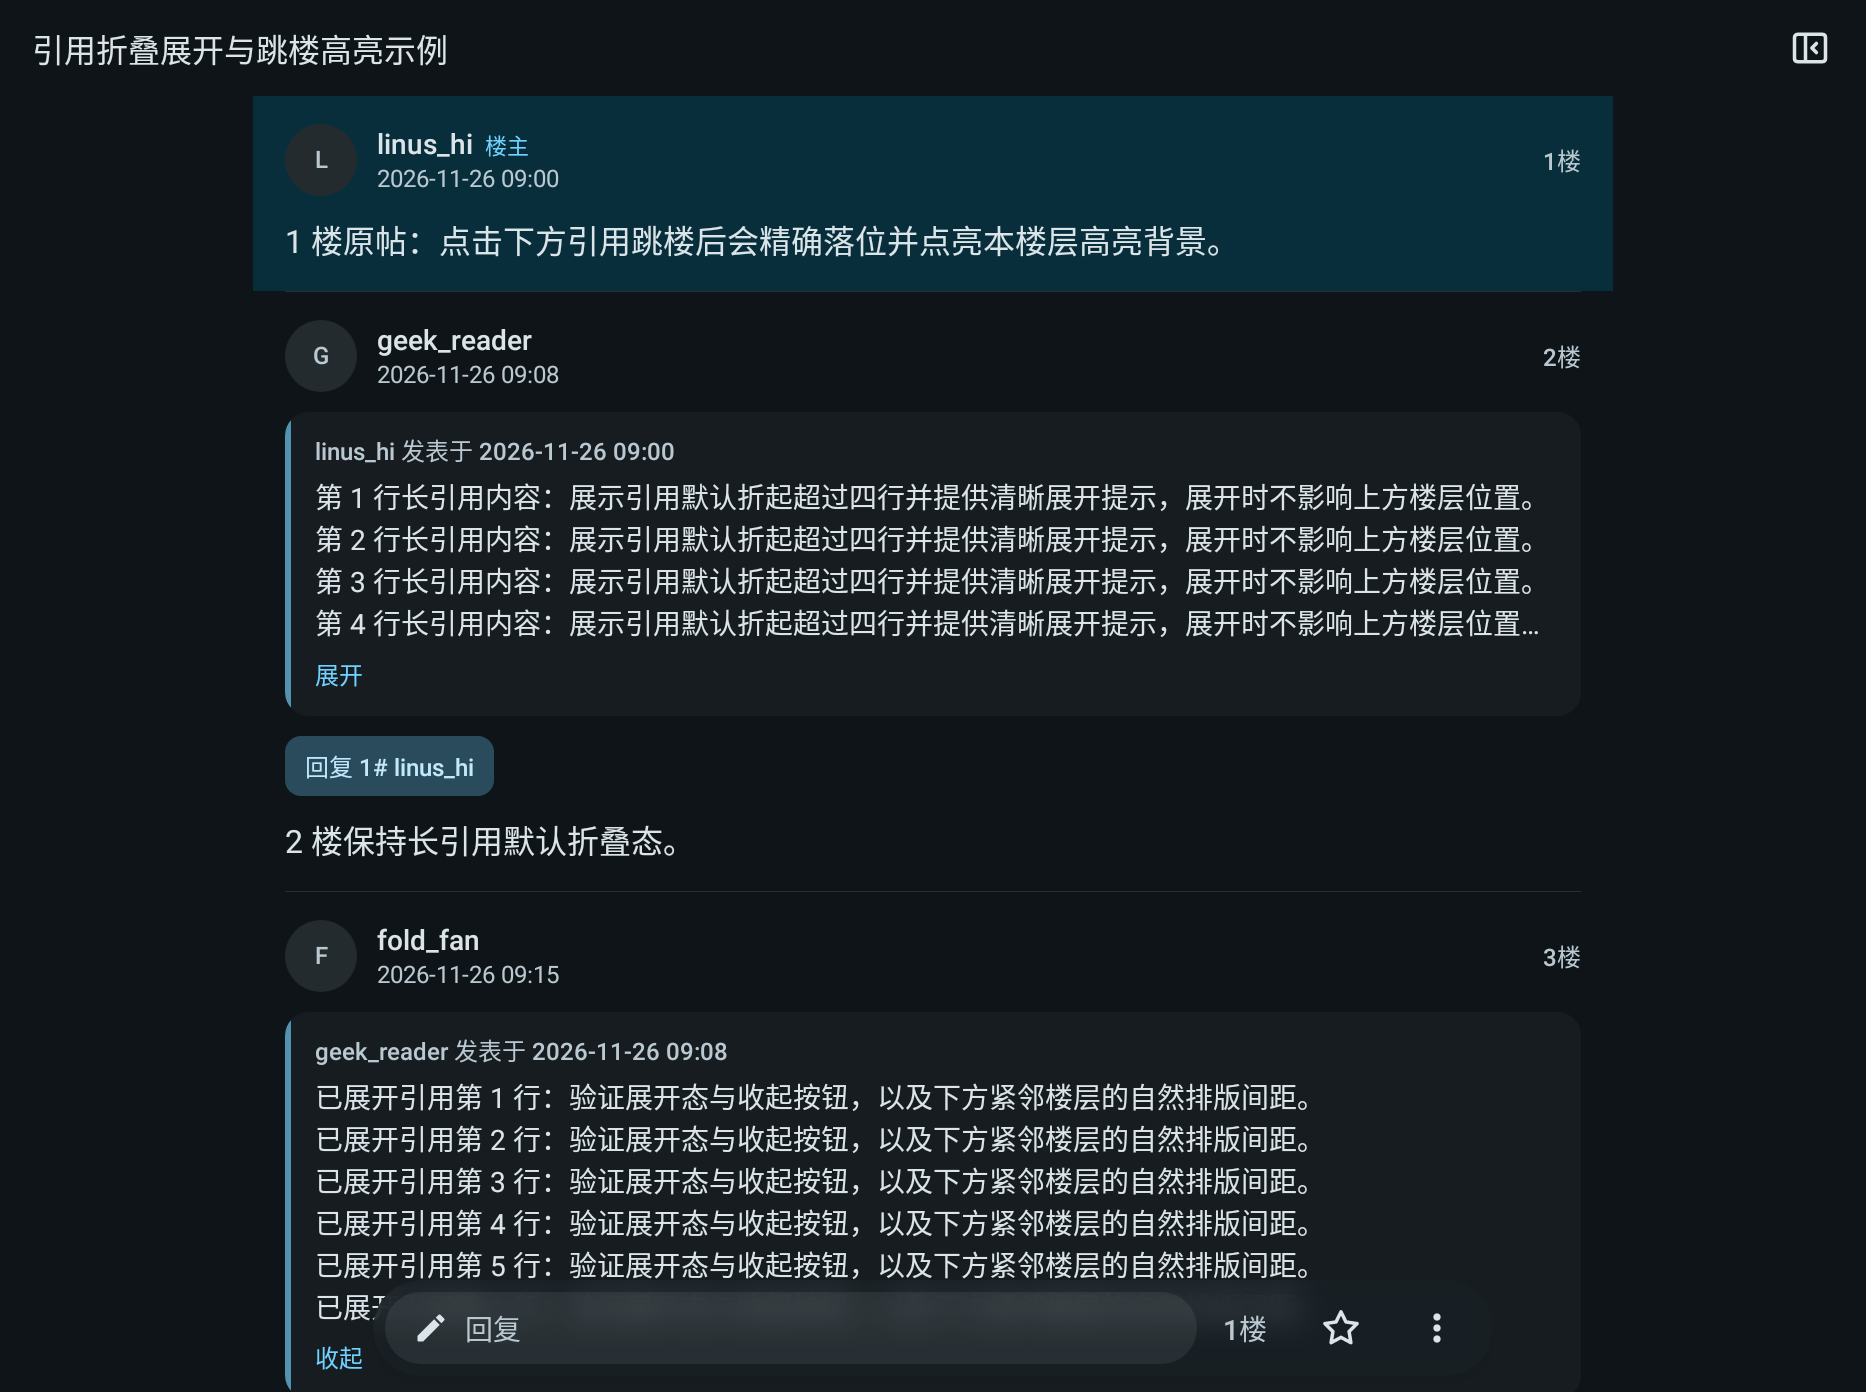 引用折叠展开与跳楼高亮示例
L
linus_hi 楼主
2026-11-26 09:00
1楼
1 楼原帖：点击下方引用跳楼后会精确落位并点亮本楼层高亮背景。
G
geek_reader
2026-11-26 09:08
2楼
linus_hi 发表于 2026-11-26 09:00
第 1 行长引用内容：展示引用默认折起超过四行并提供清晰展开提示，展开时不影响上方楼层位置。
第 2 行长引用内容：展示引用默认折起超过四行并提供清晰展开提示，展开时不影响上方楼层位置。
第 3 行长引用内容：展示引用默认折起超过四行并提供清晰展开提示，展开时不影响上方楼层位置。
第 4 行长引用内容：展示引用默认折起超过四行并提供清晰展开提示，展开时不影响上方楼层位置...
展开
回复 1# linus_hi
2 楼保持长引用默认折叠态。
F
fold_fan
2026-11-26 09:15
3楼
geek_reader 发表于 2026-11-26 09:08
已展开引用第 1 行：验证展开态与收起按钮，以及下方紧邻楼层的自然排版间距。
已展开引用第 2 行：验证展开态与收起按钮，以及下方紧邻楼层的自然排版间距。
已展开引用第 3 行：验证展开态与收起按钮，以及下方紧邻楼层的自然排版间距。
已展开引用第 4 行：验证展开态与收起按钮，以及下方紧邻楼层的自然排版间距。
已展开引用第 5 行：验证展开态与收起按钮，以及下方紧邻楼层的自然排版间距。
已展
收起
回复
1楼